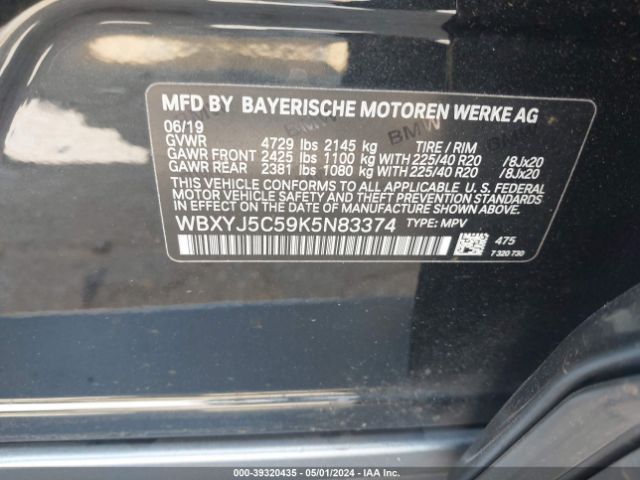 MFD BY BAYERISCHE MOTOREN WERKE AG
06/19
GVWR 4729 lbs 2145 kg TIRE / RIM
GAWR FRONT 2425 lbs 1100 kg WITH 225/40 R20 /8Jx20
GAWR REAR 2381 lbs 1080 kg WITH 225/40 R20 /8Jx20
THIS VEHICLE CONFORMS TO ALL APPLICABLE U. S. FEDERAL
MOTOR VEHICLE SAFETY STANDARDS IN EFFECT ON THE
DATE OF MANUFACTURE SHOWN ABOVE.
WBXYJ5C59K5N83374 TYPE: MPV
475
7 320 730
000-39320435 - 05/01/2024 - IAA Inc.